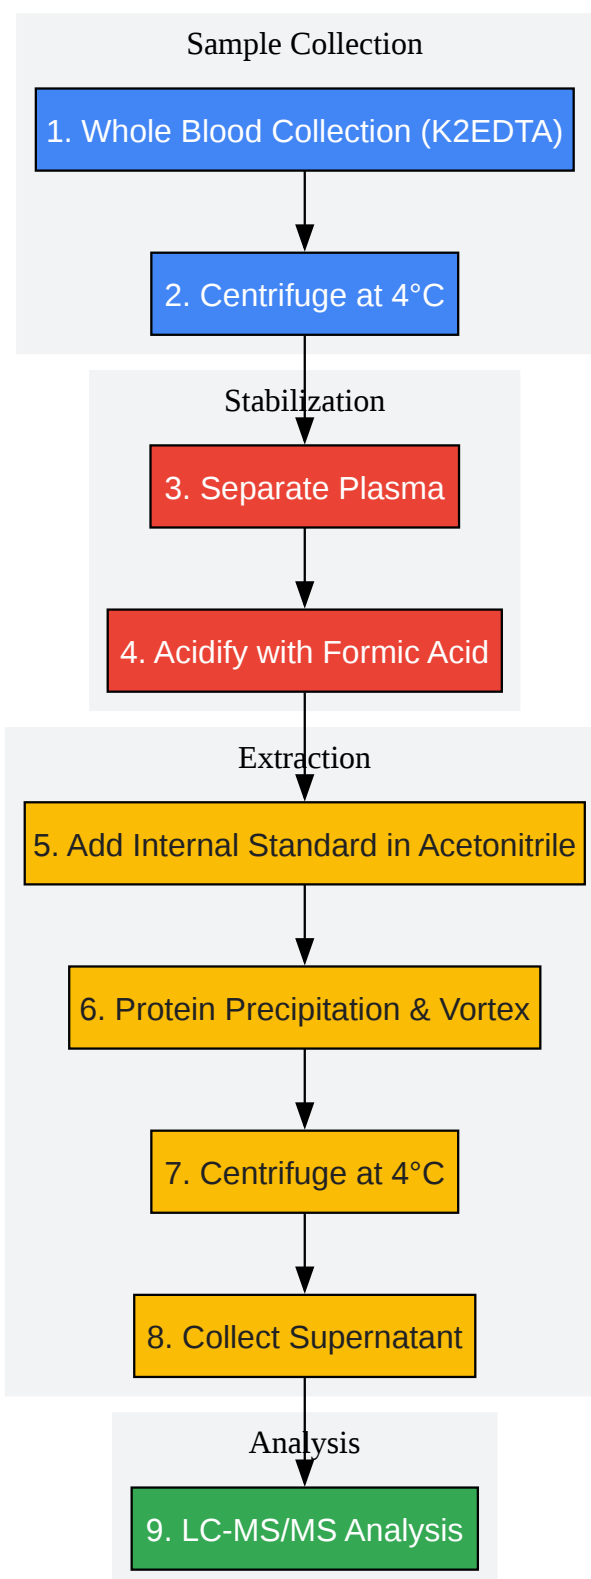 Sample Collection
1. Whole Blood Collection (K2EDTA)
2. Centrifuge at 4°C
Stabilization
3. Separate Plasma
4. Acidify with Formic Acid
Extraction
5. Add Internal Standard in Acetonitrile
6. Protein Precipitation & Vortex
7. Centrifuge at 4°C
8. Collect Supernatant
Analysis
9. LC-MS/MS Analysis